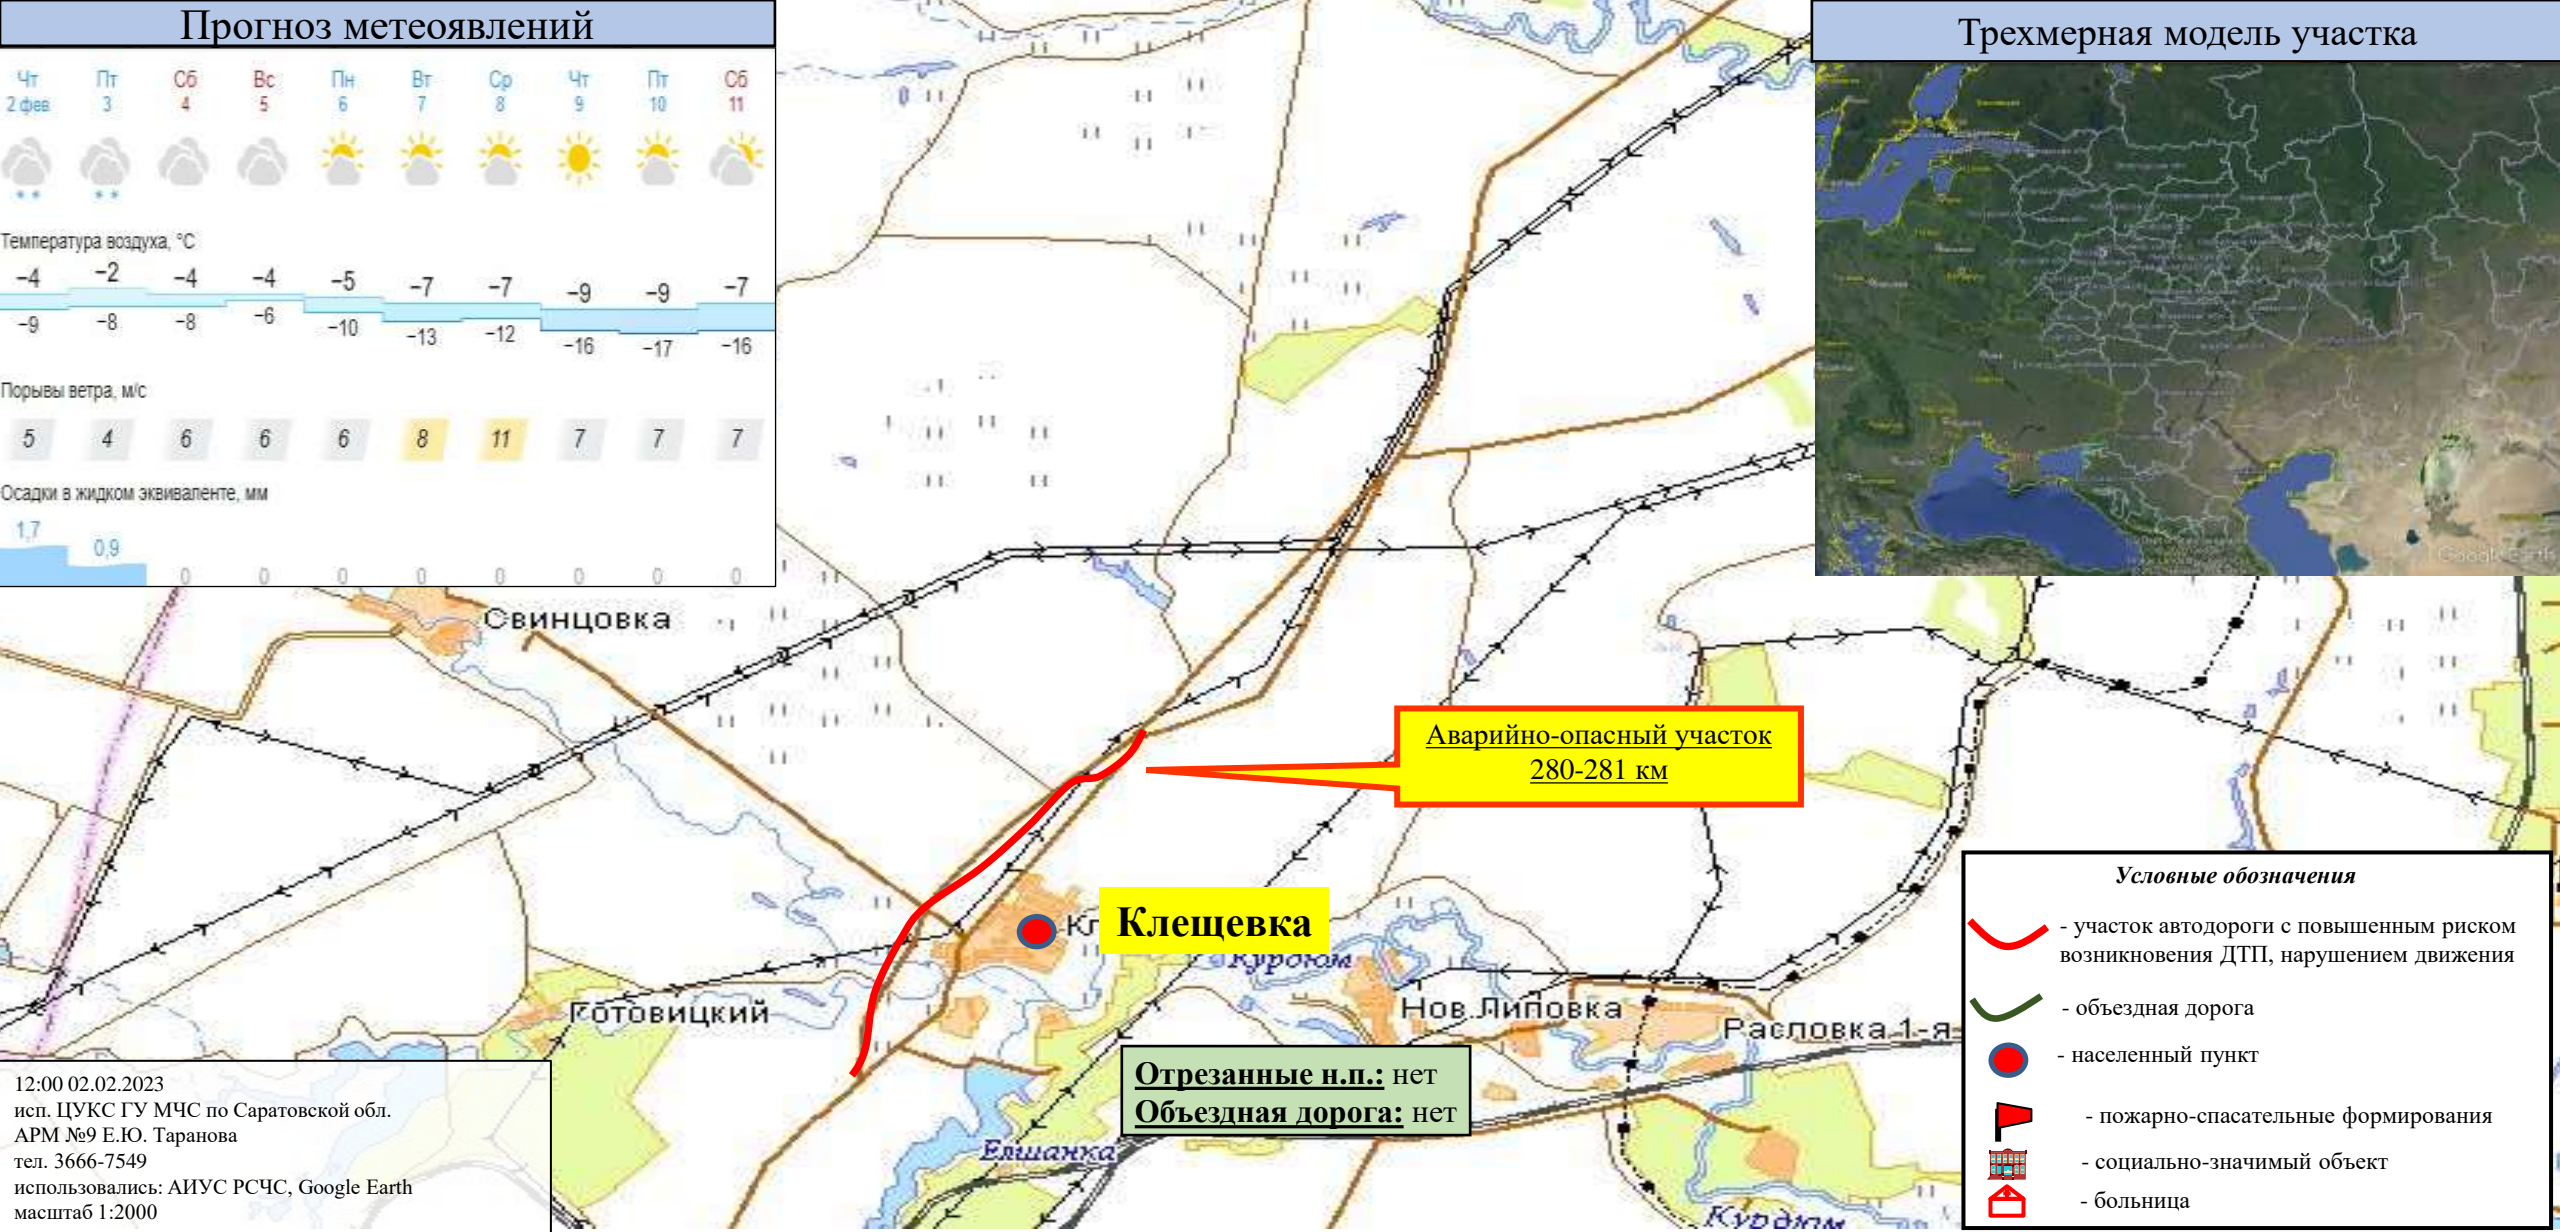 Прогноз метеоявлений
Чт Пт Сб Вс Пн Вт Ср Чт Пт Сб
2 фев 3 4 5 6 7 8 9 10 11
Температура воздуха, °C
−4 −2 −4 −4 −5 −7 −7 −9 −9 −7
−9 −8 −8 −6 −10 −13 −12 −16 −17 −16
Порывы ветра, м/с
5 4 6 6 6 8 11 7 7 7
Осадки в жидком эквиваленте, мм
1,7 0,9 0 0 0 0 0 0 0 0
Трехмерная модель участка
Google Earth
Свинцовка
Аварийно-опасный участок
280-281 км
Кл
Клещевка
Курдюм
Готовицкий
Нов.Липовка
Расловка 1-я
Отрезанные н.п.: нет
Объездная дорога: нет
Елшанка
Курдюм
12:00 02.02.2023
исп. ЦУКС ГУ МЧС по Саратовской обл.
АРМ №9 Е.Ю. Таранова
тел. 3666-7549
использовались: АИУС РСЧС, Google Earth
масштаб 1:2000
Условные обозначения
- участок автодороги с повышенным риском
возникновения ДТП, нарушением движения
- объездная дорога
- населенный пункт
- пожарно-спасательные формирования
- социально-значимый объект
- больница